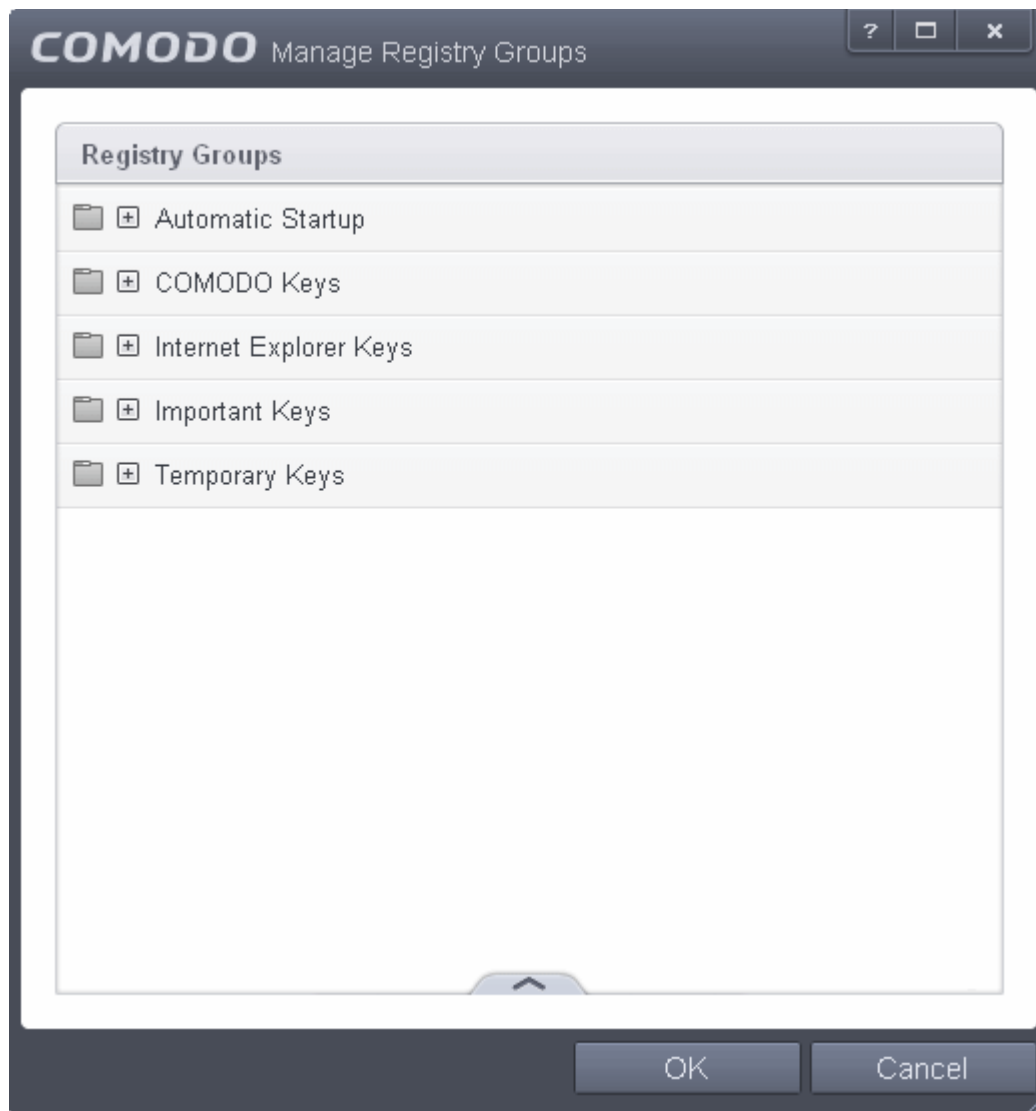 COMODO Manage Registry Groups
?
Registry Groups
Automatic Startup
COMODO Keys
Internet Explorer Keys
Important Keys
Temporary Keys
OK
Cancel